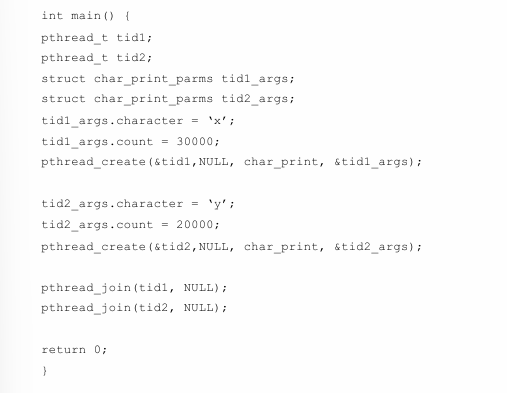 int main() {
pthread_t tid1;
pthread_t tid2;
struct char_print_parms tid1_args;
struct char_print_parms tid2_args;
tid1_args.character = ‘x’;
tid1_args.count = 30000;
pthread_create(&tid1,NULL, char_print, &tid1_args);
tid2_args.character = ‘y’;
tid2_args.count = 20000;
pthread_create(&tid2,NULL, char_print, &tid2_args);
pthread_join(tid1, NULL);
pthread_join(tid2, NULL);
return 0;
}